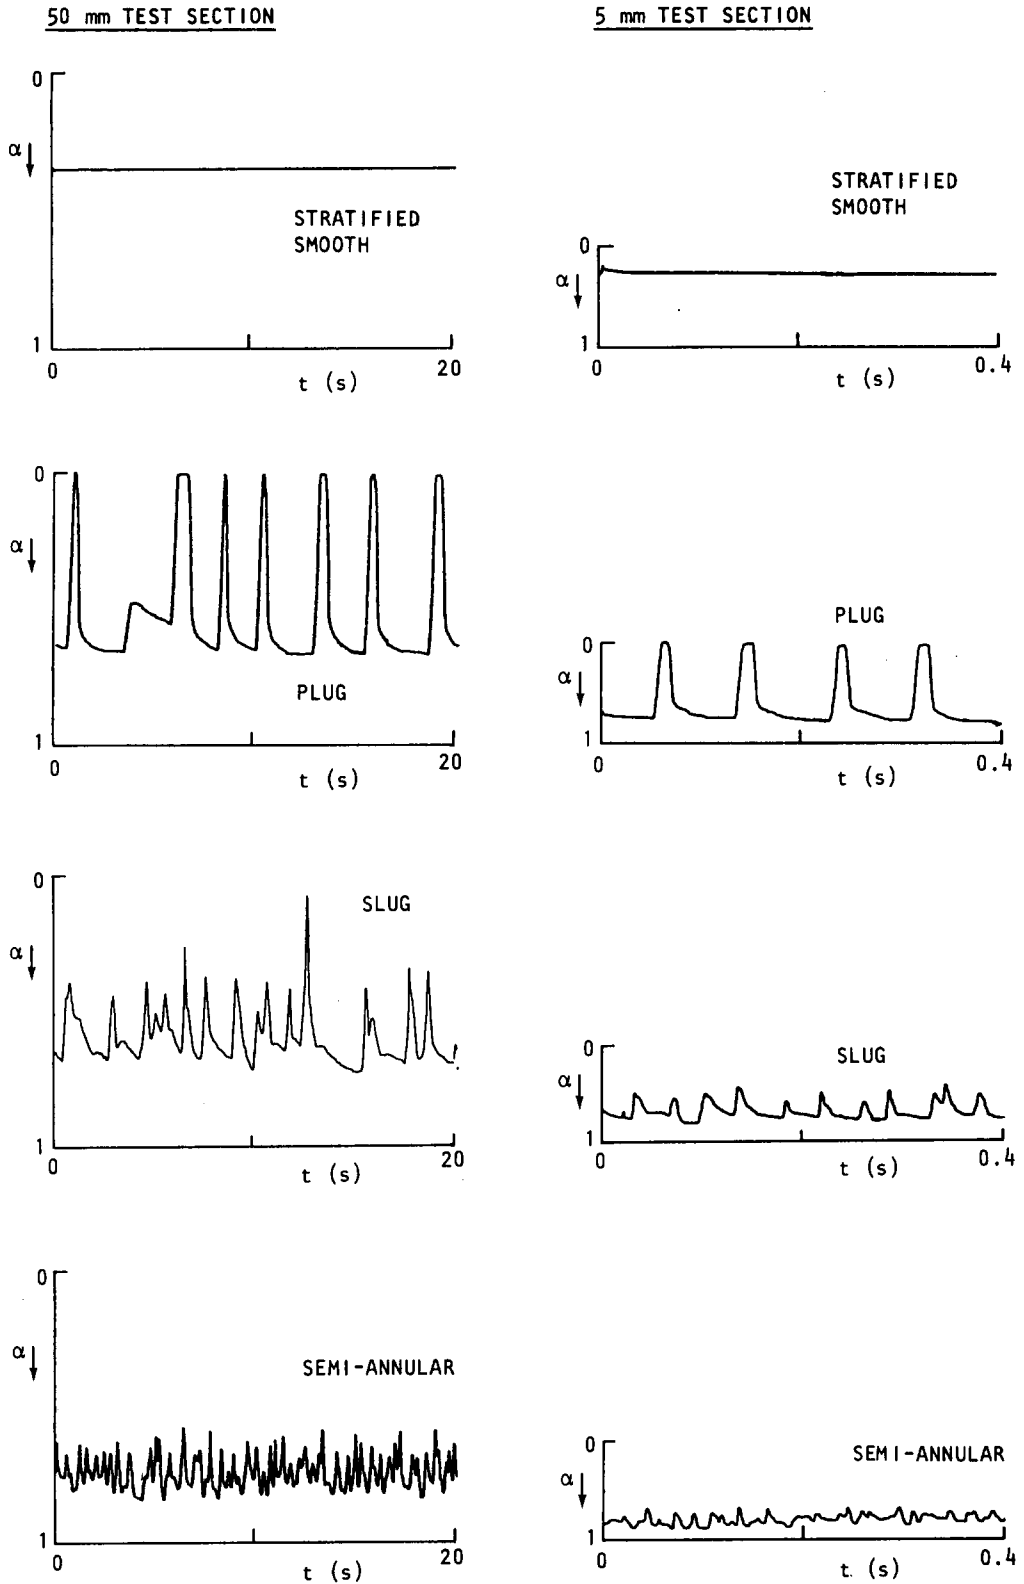 50 mm TEST SECTION
0
α
STRATIFIED
SMOOTH
1
0
20
t (s)
0
α
PLUG
1
0
20
t (s)
0
α
SLUG
1
0
20
t (s)
0
α
SEMI-ANNULAR
1
0
20
t (s)
5 mm TEST SECTION
STRATIFIED
SMOOTH
0
α
1
0
0.4
t (s)
PLUG
0
α
1
0
0.4
t (s)
0
SLUG
α
1
0
0.4
t (s)
0
SEMI-ANNULAR
α
1
0
0.4
t. (s)